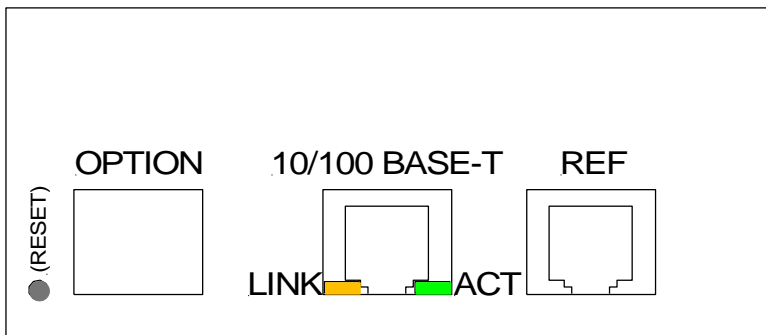 OPTION 10/100 BASE-T REF
(RESET)
LINK ACT